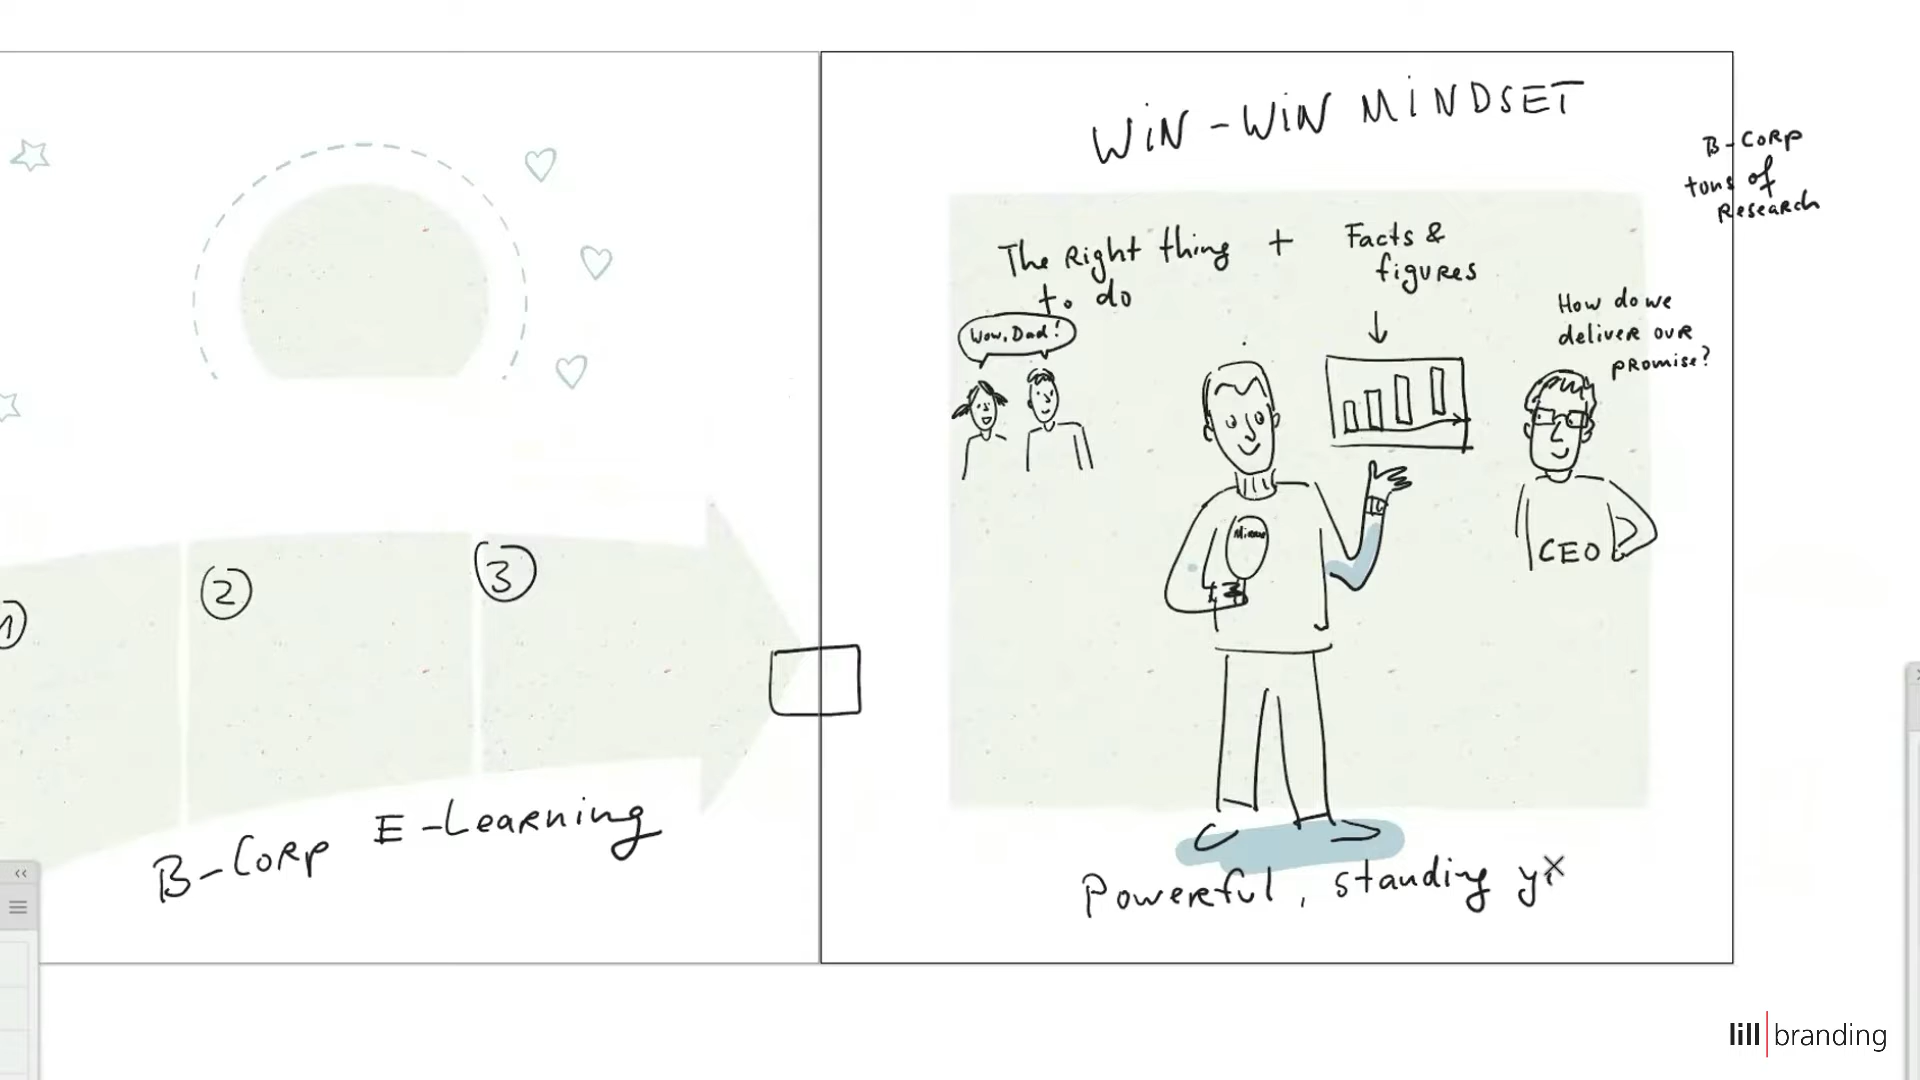 WiN-WiN MiNDSET
B-CORP
tons of
Research
The Right thing + Facts &
to do
figures
Wow, Dad!
How do we
deliver our
promise?
CEO
1
2
3
B-Corp E-Learning
Powerful, standing
lill|branding